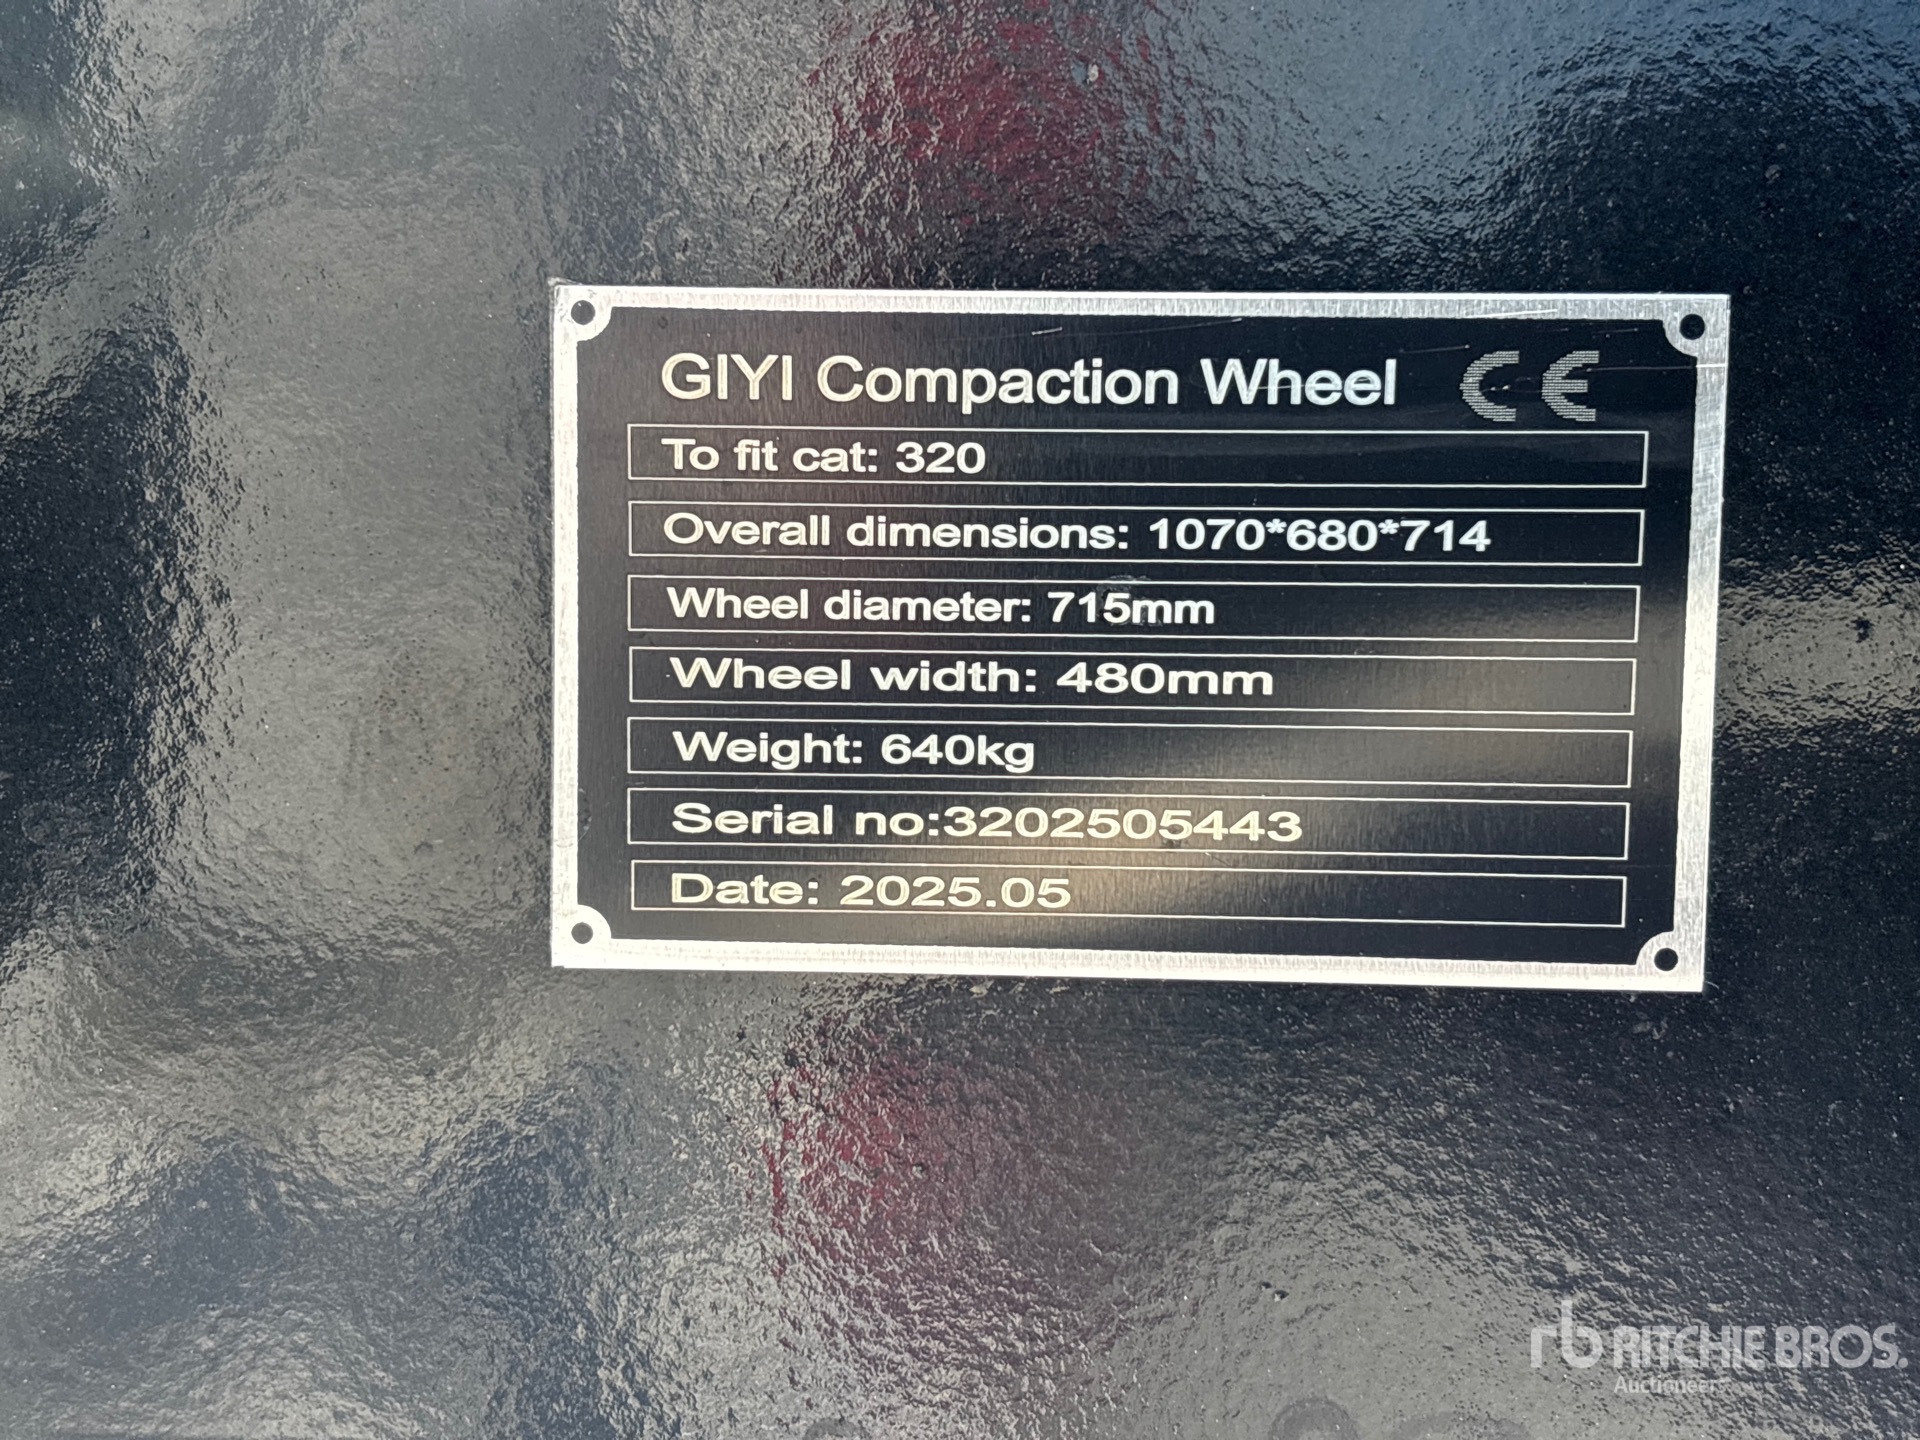 GIYI Compaction Wheel CE
To fit cat: 320
Overall dimensions: 1070*680*714
Wheel diameter: 715mm
Wheel width: 480mm
Weight: 640kg
Serial no:3202505443
Date: 2025.05
rb RITCHIE BROS.
Auctioneers